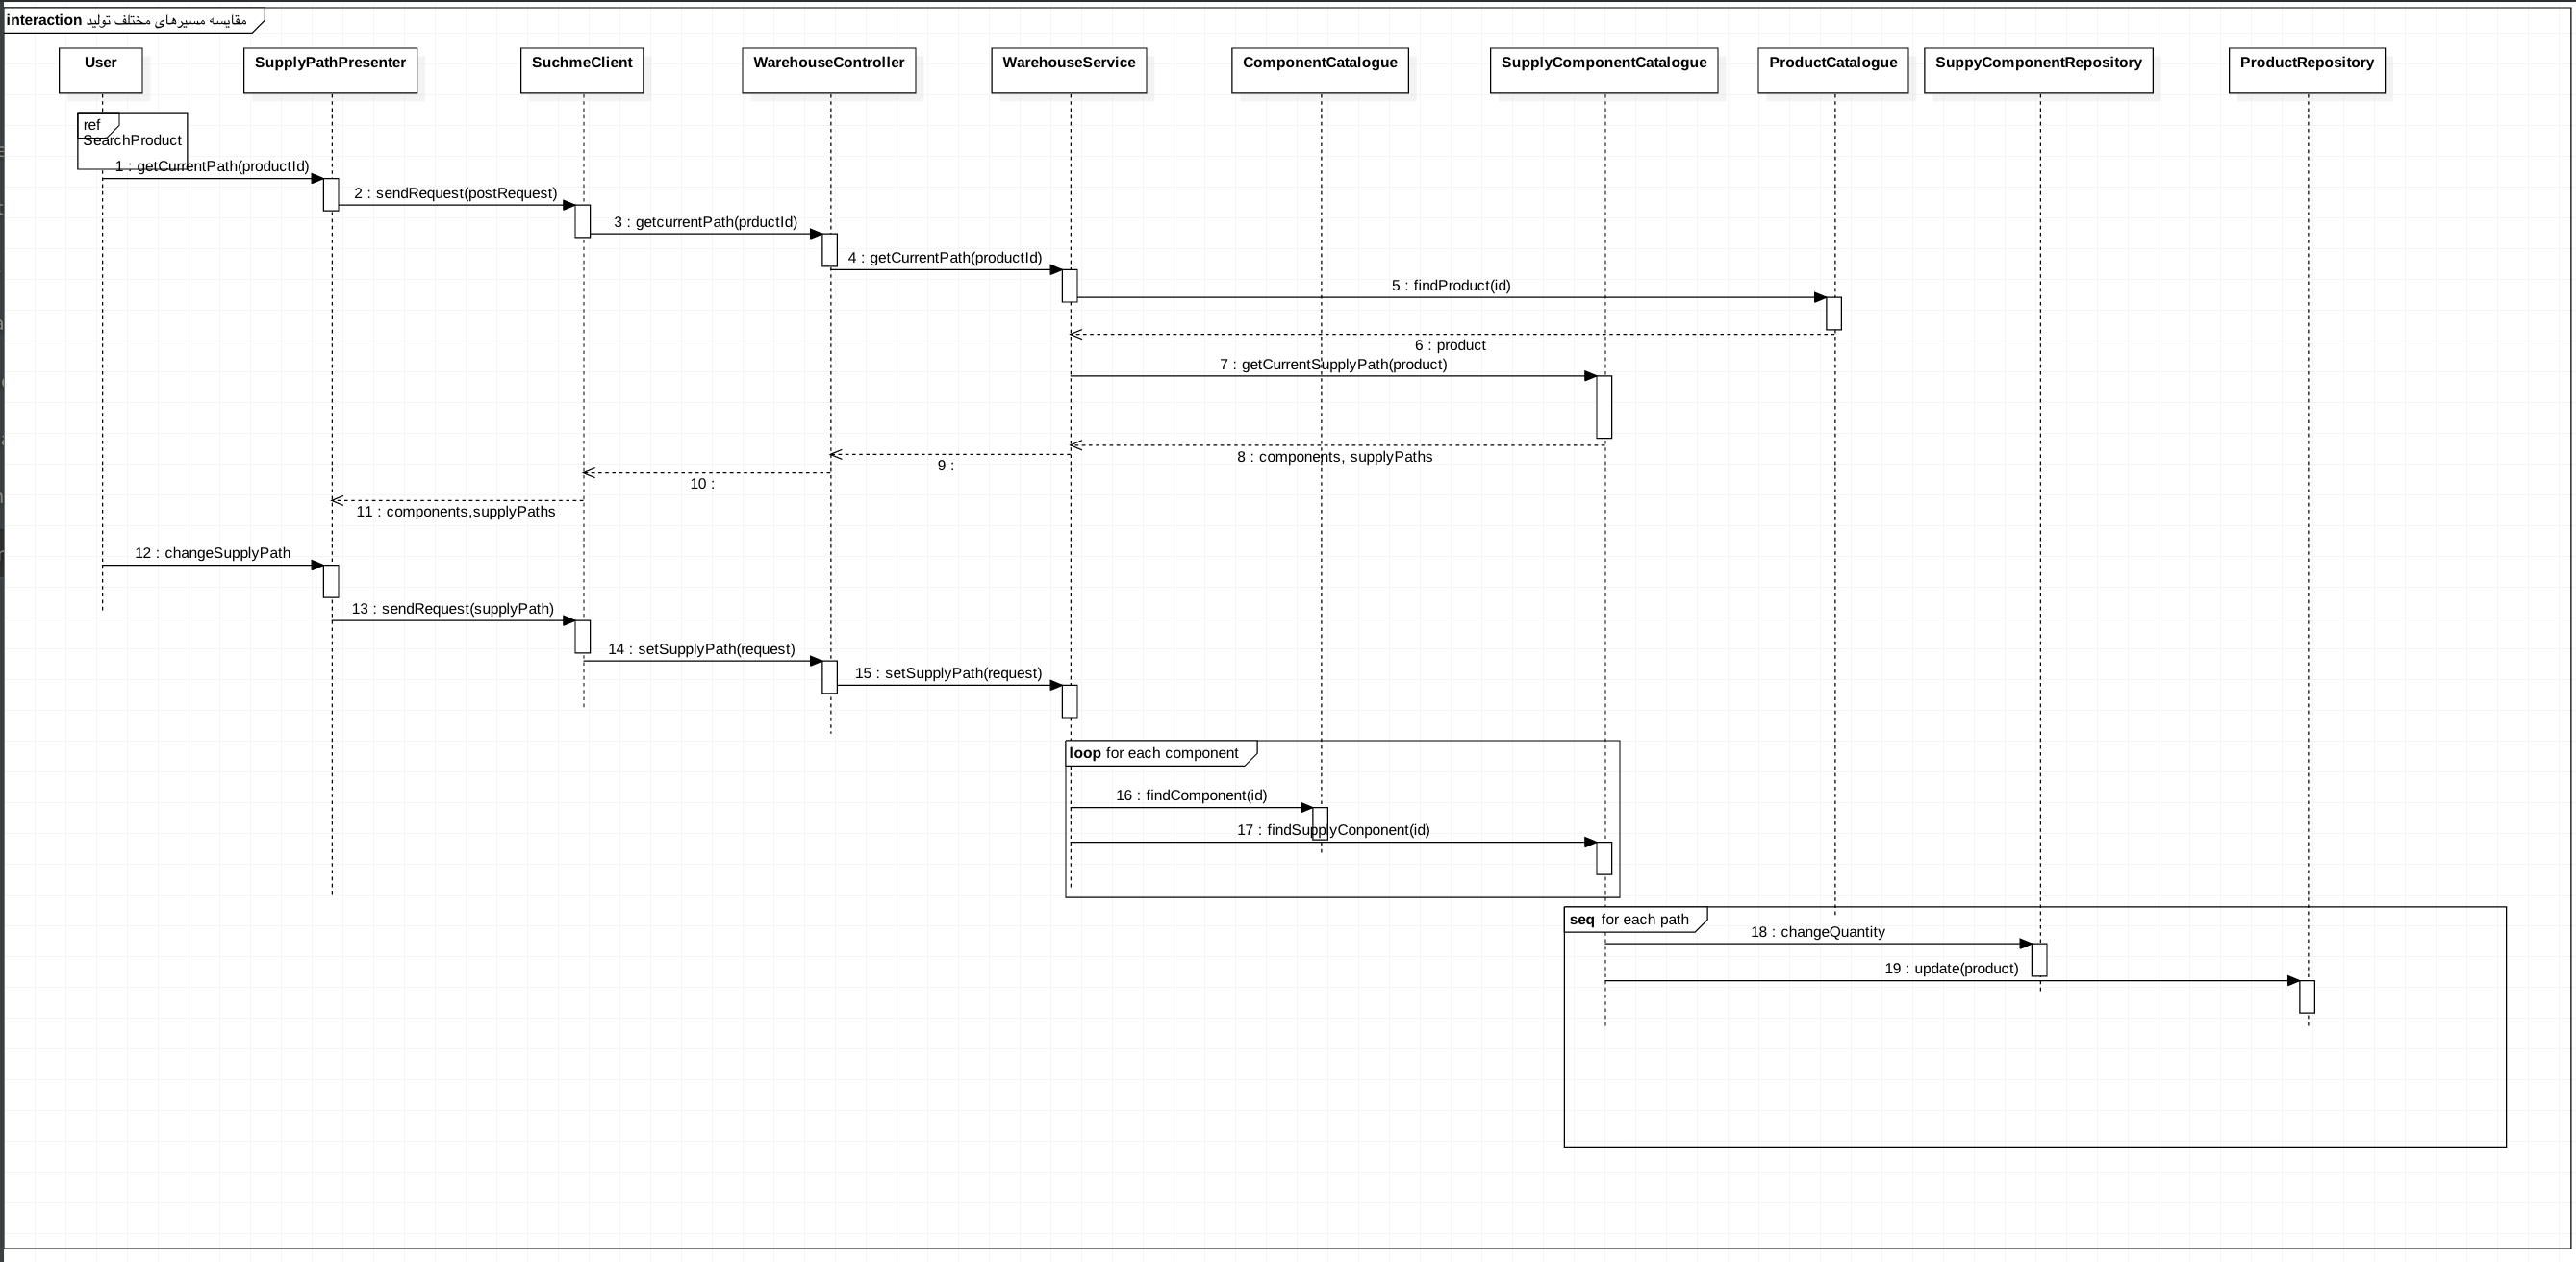 interaction مقایسه مسیرهای مختلف تولید
User
SupplyPathPresenter
SuchmeClient
WarehouseController
WarehouseService
ComponentCatalogue
SupplyComponentCatalogue
ProductCatalogue
SuppyComponentRepository
ProductRepository
ref
SearchProduct
1 : getCurrentPath(productId)
2 : sendRequest(postRequest)
3 : getcurrentPath(prductId)
4 : getCurrentPath(productId)
5 : findProduct(id)
6 : product
7 : getCurrentSupplyPath(product)
8 : components, supplyPaths
9 :
10 :
11 : components,supplyPaths
12 : changeSupplyPath
13 : sendRequest(supplyPath)
14 : setSupplyPath(request)
15 : setSupplyPath(request)
loop for each component
16 : findComponent(id)
17 : findSupplyConponent(id)
seq for each path
18 : changeQuantity
19 : update(product)